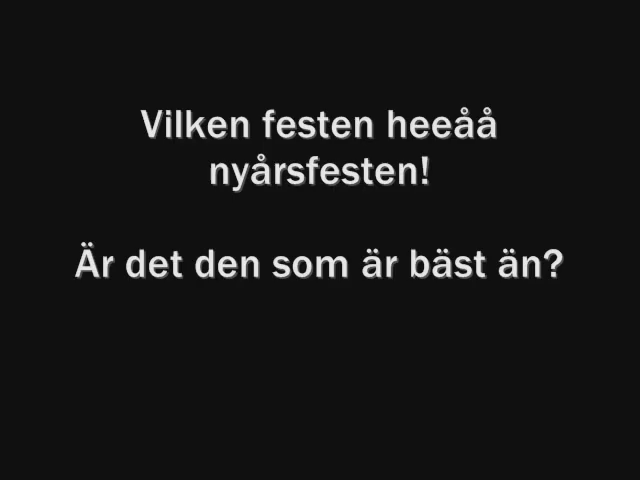 Vilken festen heeåå
nyårsfesten!
Är det den som är bäst än?